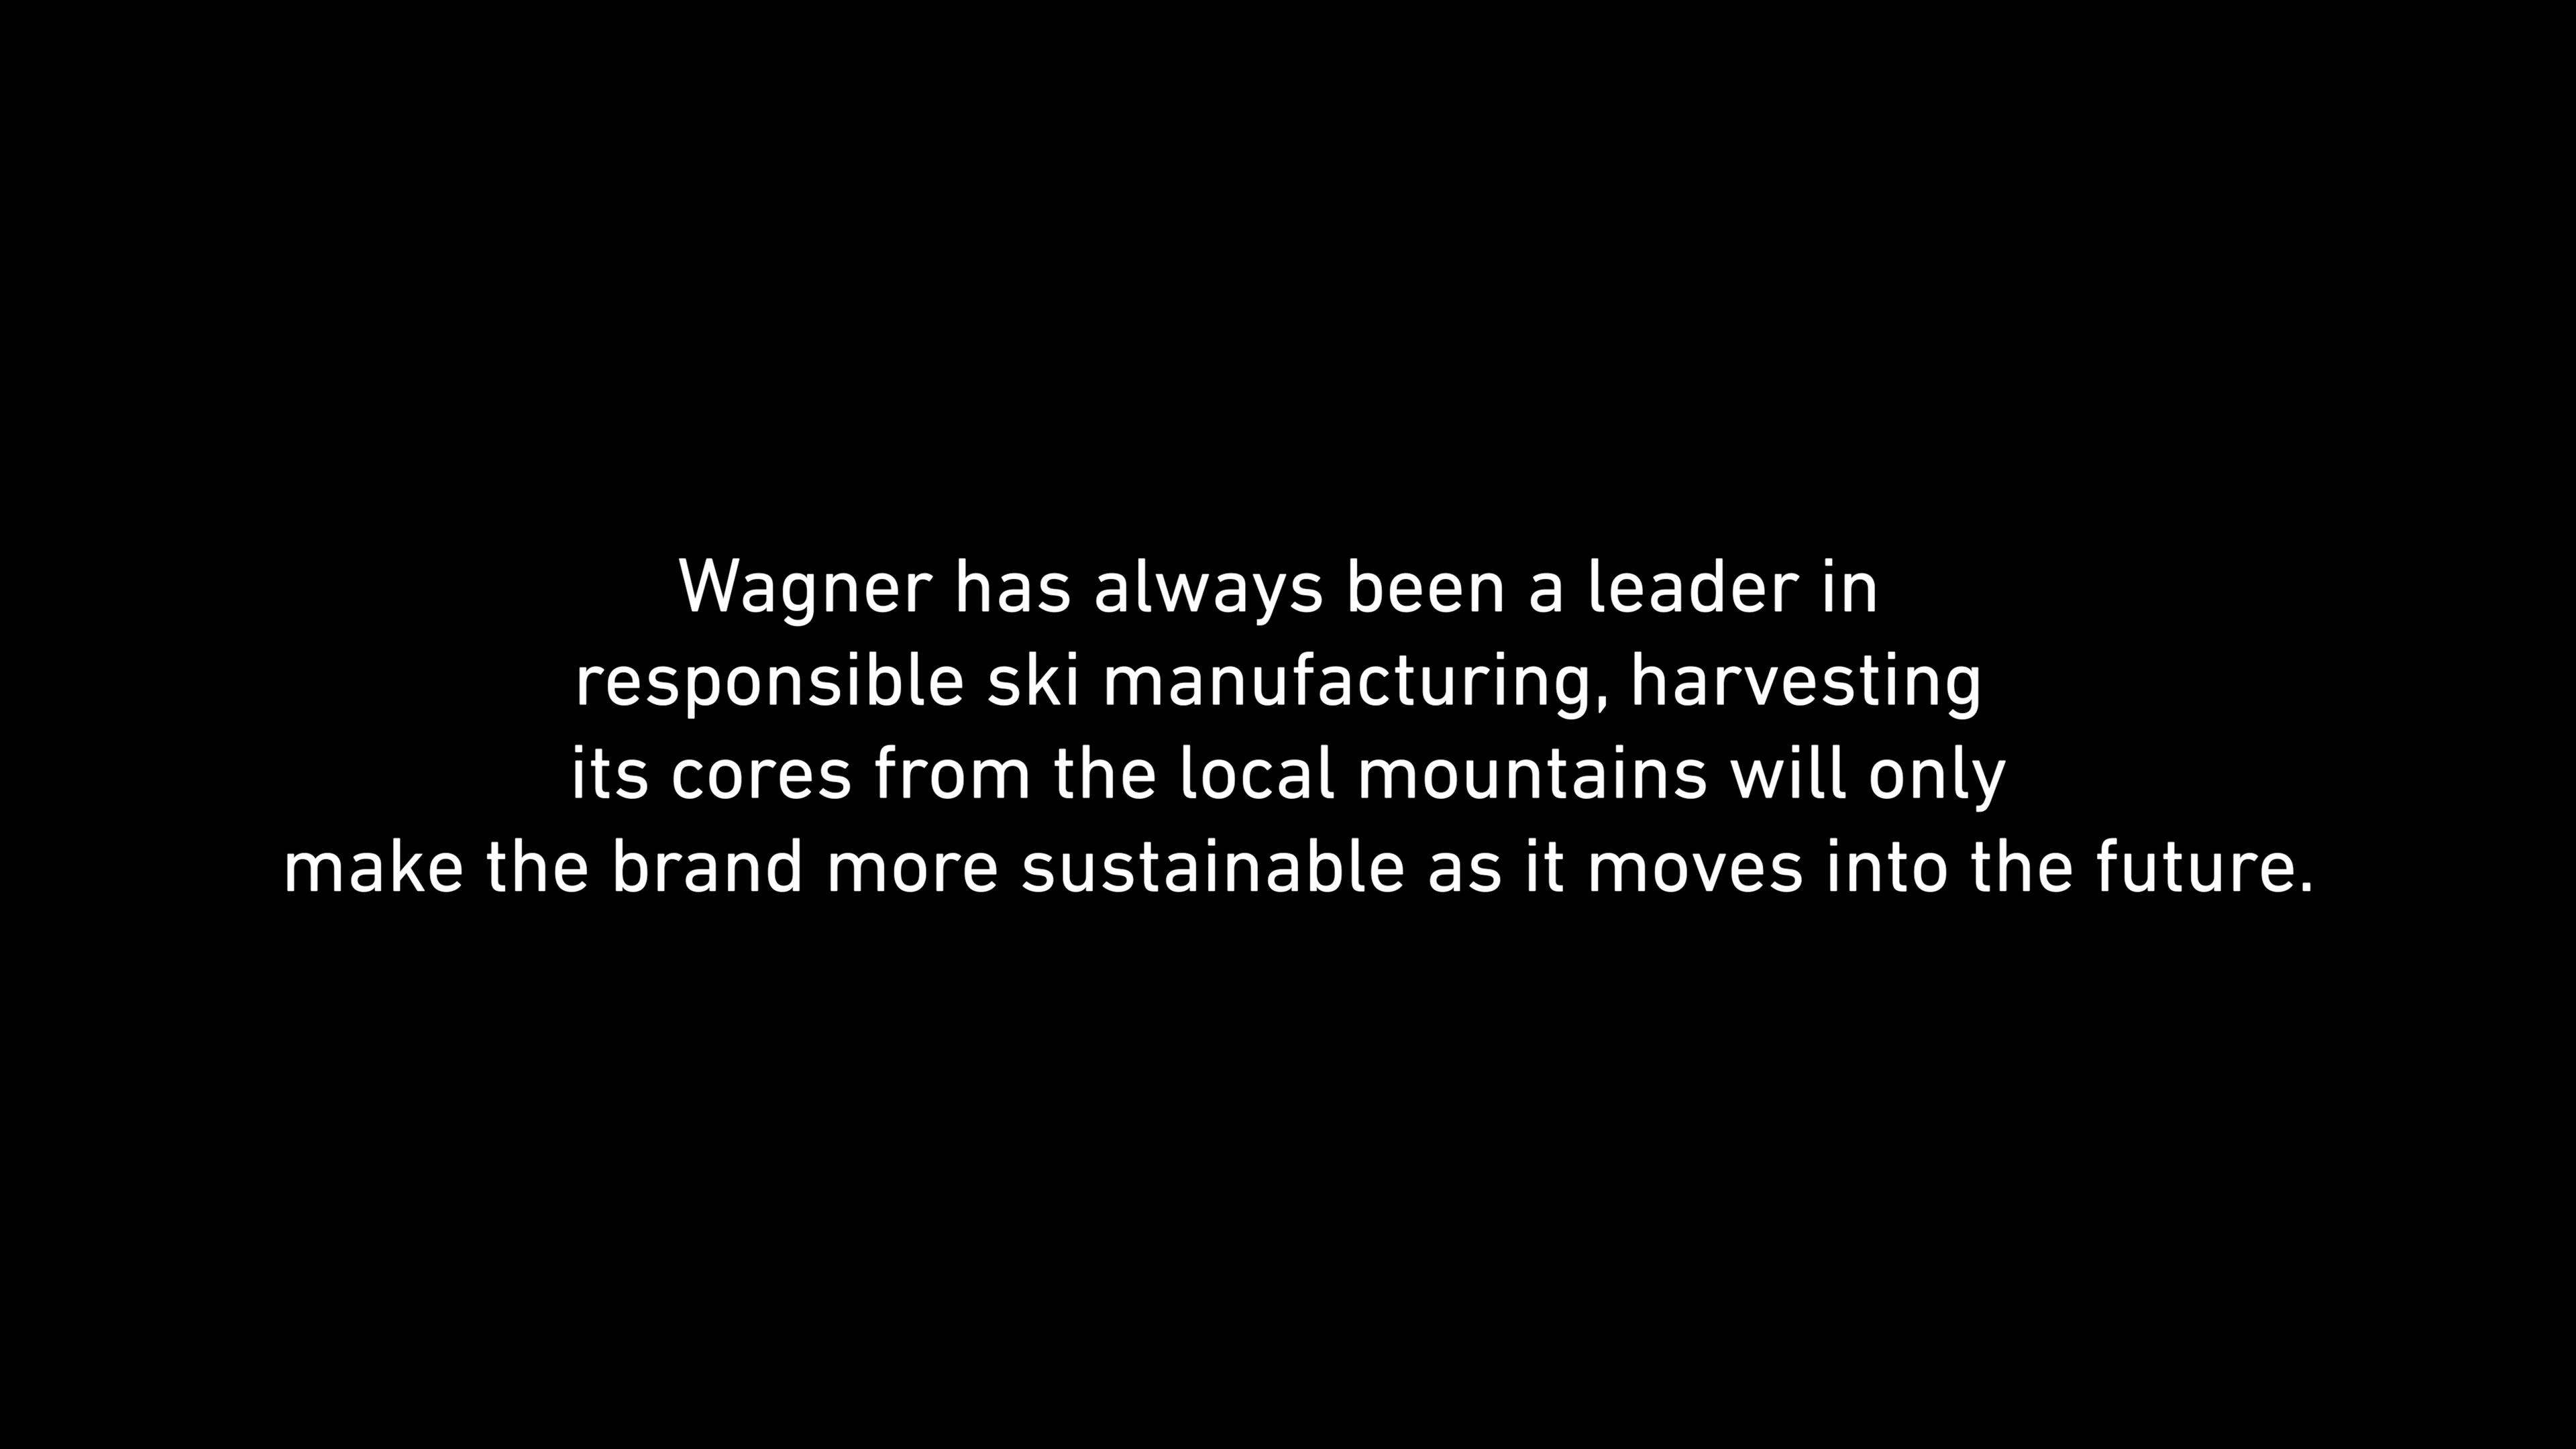 Wagner has always been a leader in
responsible ski manufacturing, harvesting
its cores from the local mountains will only
make the brand more sustainable as it moves into the future.